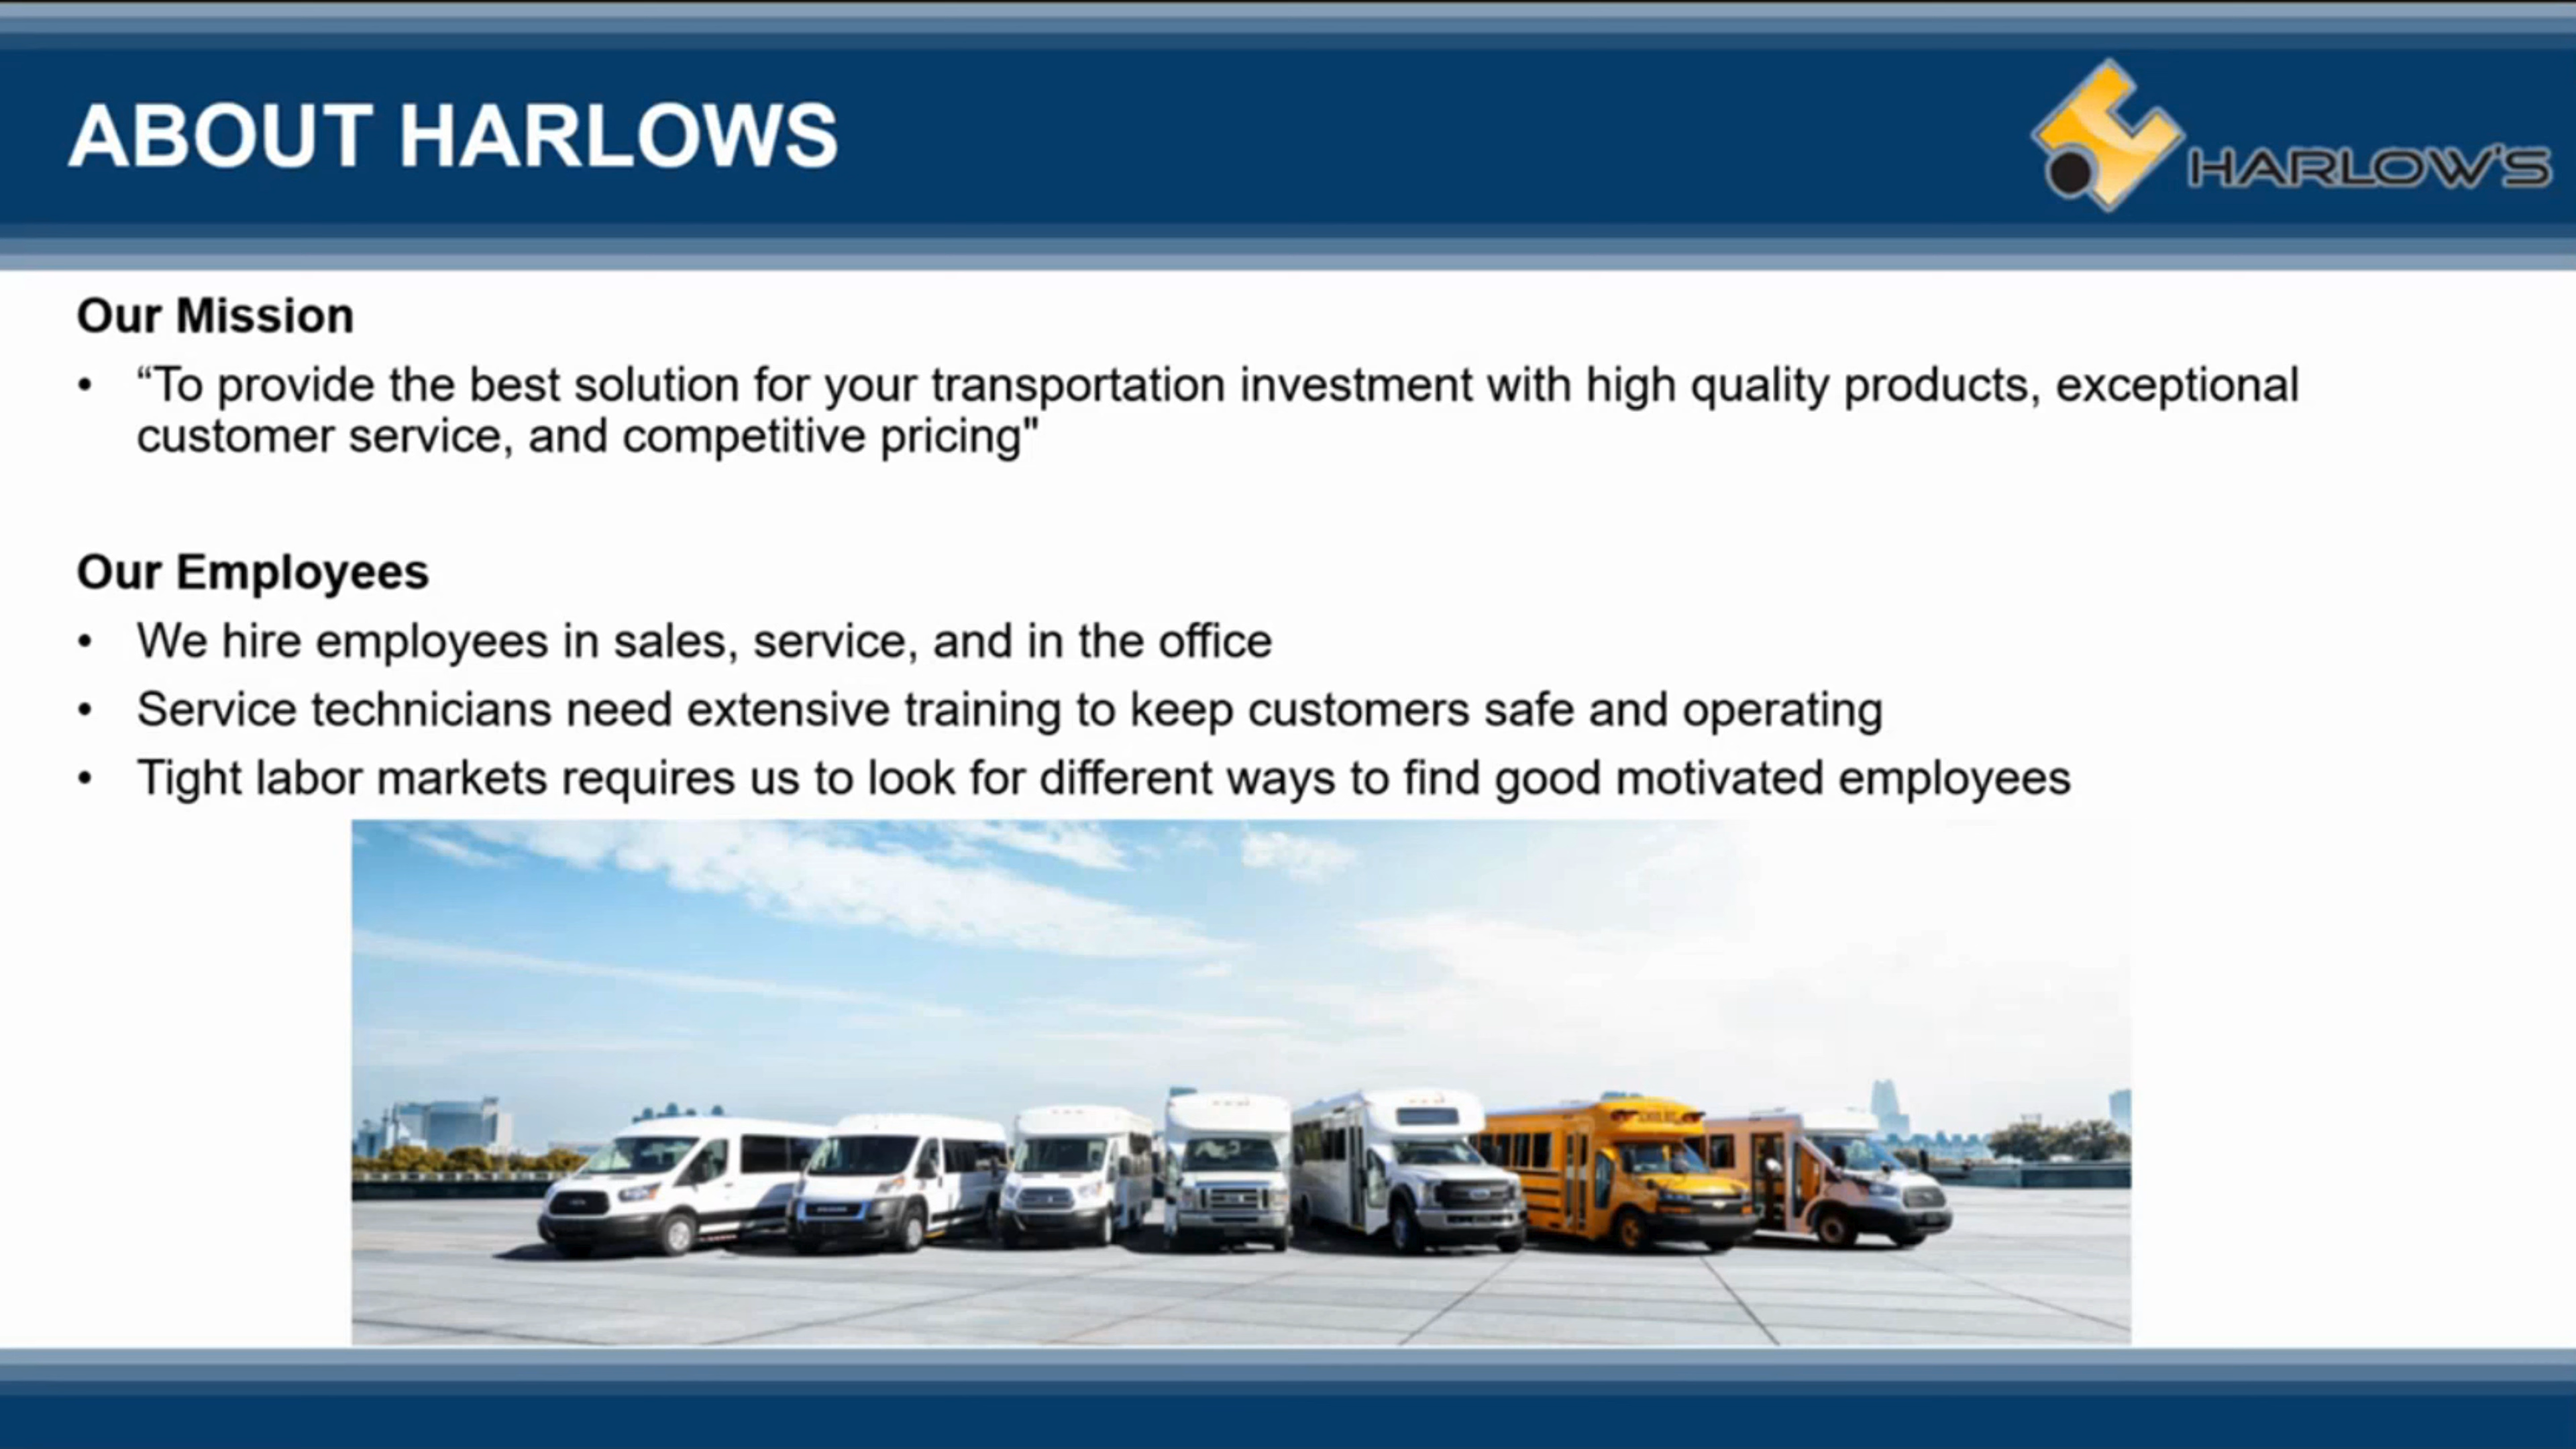 ABOUT HARLOWS
HARLOW'S
Our Mission
• “To provide the best solution for your transportation investment with high quality products, exceptional
customer service, and competitive pricing"
Our Employees
• We hire employees in sales, service, and in the office
• Service technicians need extensive training to keep customers safe and operating
• Tight labor markets requires us to look for different ways to find good motivated employees